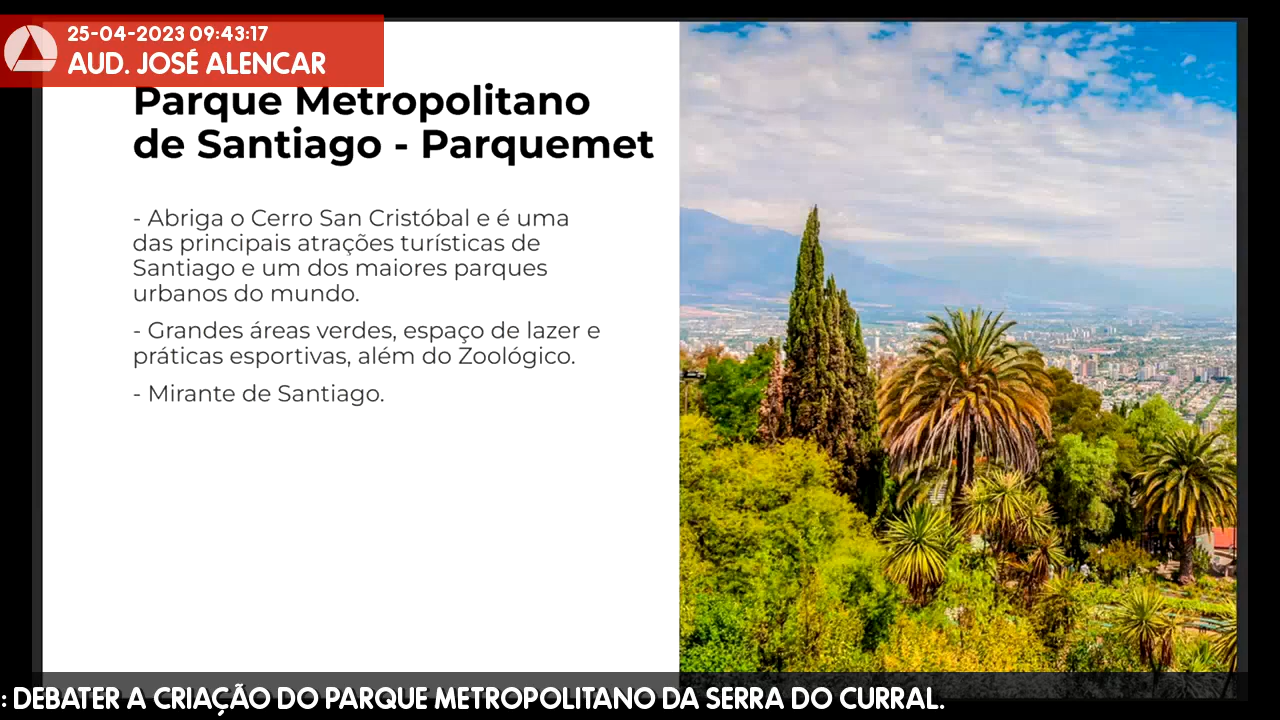 25-04-2023 09:43:17
AUD. JOSÉ ALENCAR
Parque Metropolitano
de Santiago - Parquemet
- Abriga o Cerro San Cristóbal e é uma
das principais atrações turísticas de
Santiago e um dos maiores parques
urbanos do mundo.
- Grandes áreas verdes, espaço de lazer e
práticas esportivas, além do Zoológico.
- Mirante de Santiago.
: DEBATER A CRIAÇÃO DO PARQUE METROPOLITANO DA SERRA DO CURRAL.